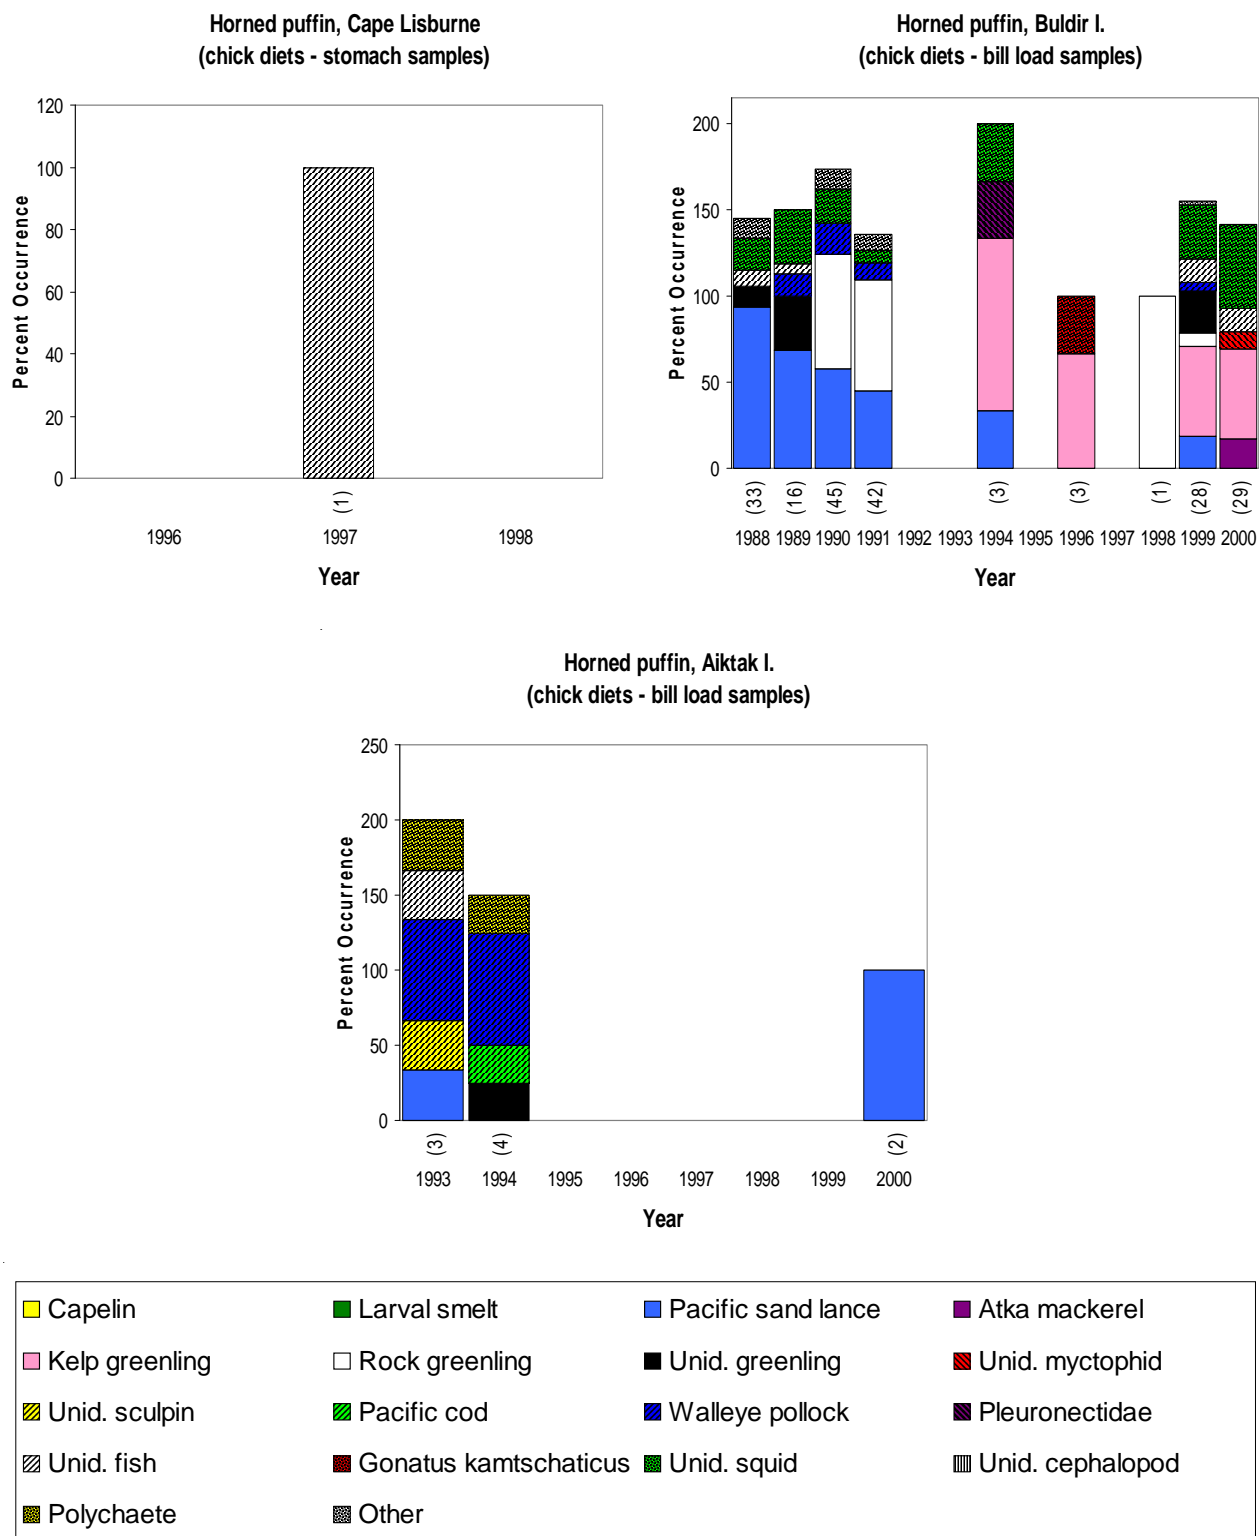 Horned puffin, Cape Lisburne
(chick diets - stomach samples)
120
100
80
60
40
20
0
Percent Occurrence
(1)
1996 1997 1998
Year
Horned puffin, Buldir I.
(chick diets - bill load samples)
200
150
100
50
0
Percent Occurrence
(33) (16) (45) (42) (3) (3) (1) (28) (29)
1988 1989 1990 1991 1992 1993 1994 1995 1996 1997 1998 1999 2000
Year
Horned puffin, Aiktak I.
(chick diets - bill load samples)
250
200
150
100
50
0
Percent Occurrence
(3) (4) (2)
1993 1994 1995 1996 1997 1998 1999 2000
Year
Capelin Larval smelt Pacific sand lance Atka mackerel
Kelp greenling Rock greenling Unid. greenling Unid. myctophid
Unid. sculpin Pacific cod Walleye pollock Pleuronectidae
Unid. fish Gonatus kamtschaticus Unid. squid Unid. cephalopod
Polychaete Other